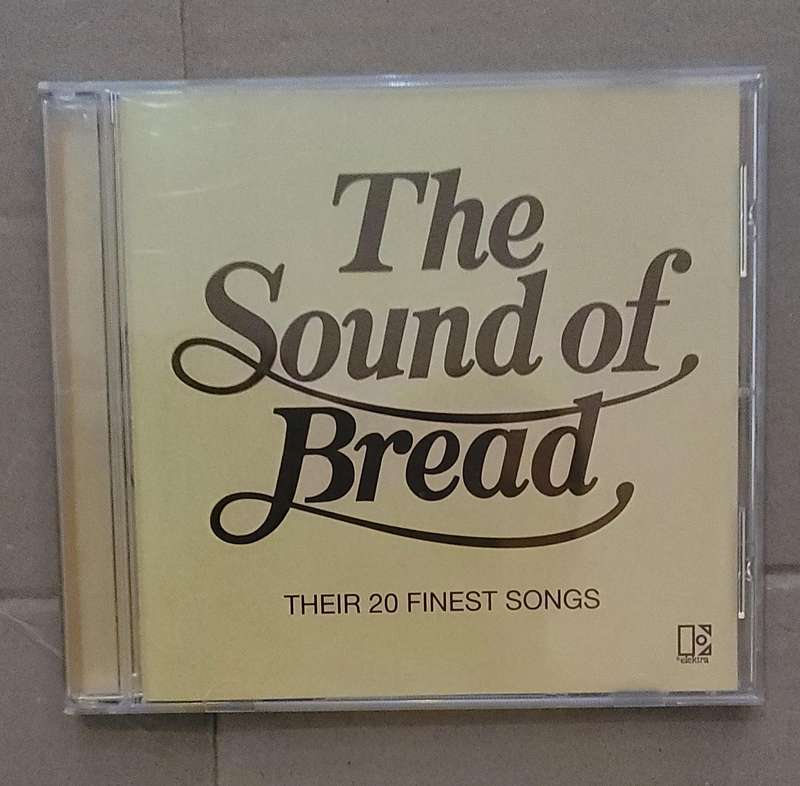 The
Sound of
Bread
THEIR 20 FINEST SONGS
elektra